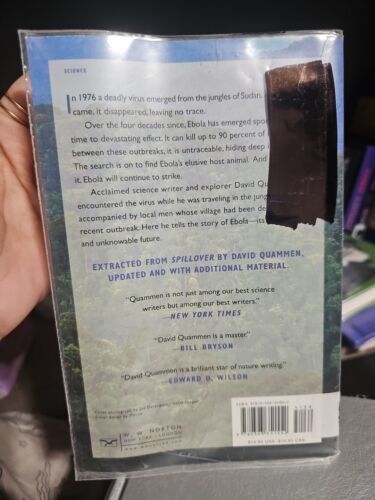 SCIENCE
In 1976 a deadly virus emerged from the jungles of Sudan.
came, it disappeared, leaving no trace.
Over the four decades since, Ebola has emerged spo
time to devastating effect. It can kill up to 90 percent of
between these outbreaks, it is untraceable, hiding deep i
The search is on to find Ebola's elusive host animal. And
it, Ebola will continue to strike.
Acclaimed science writer and explorer David Qu
encountered the virus while he was traveling in the jung
accompanied by local men whose village had been de
recent outbreak. Here he tells the story of Ebola—its
and unknowable future.
EXTRACTED FROM SPILLOVER BY DAVID QUAMMEN,
UPDATED AND WITH ADDITIONAL MATERIAL.
"Quammen is not just among our best science
writers but among our best writers."
—NEW YORK TIMES
"David Quammen is a master."
—BILL BRYSON
"David Quammen is a brilliant star of nature writing."
—EDWARD O. WILSON
W. W. NORTON
NEW YORK • LONDON